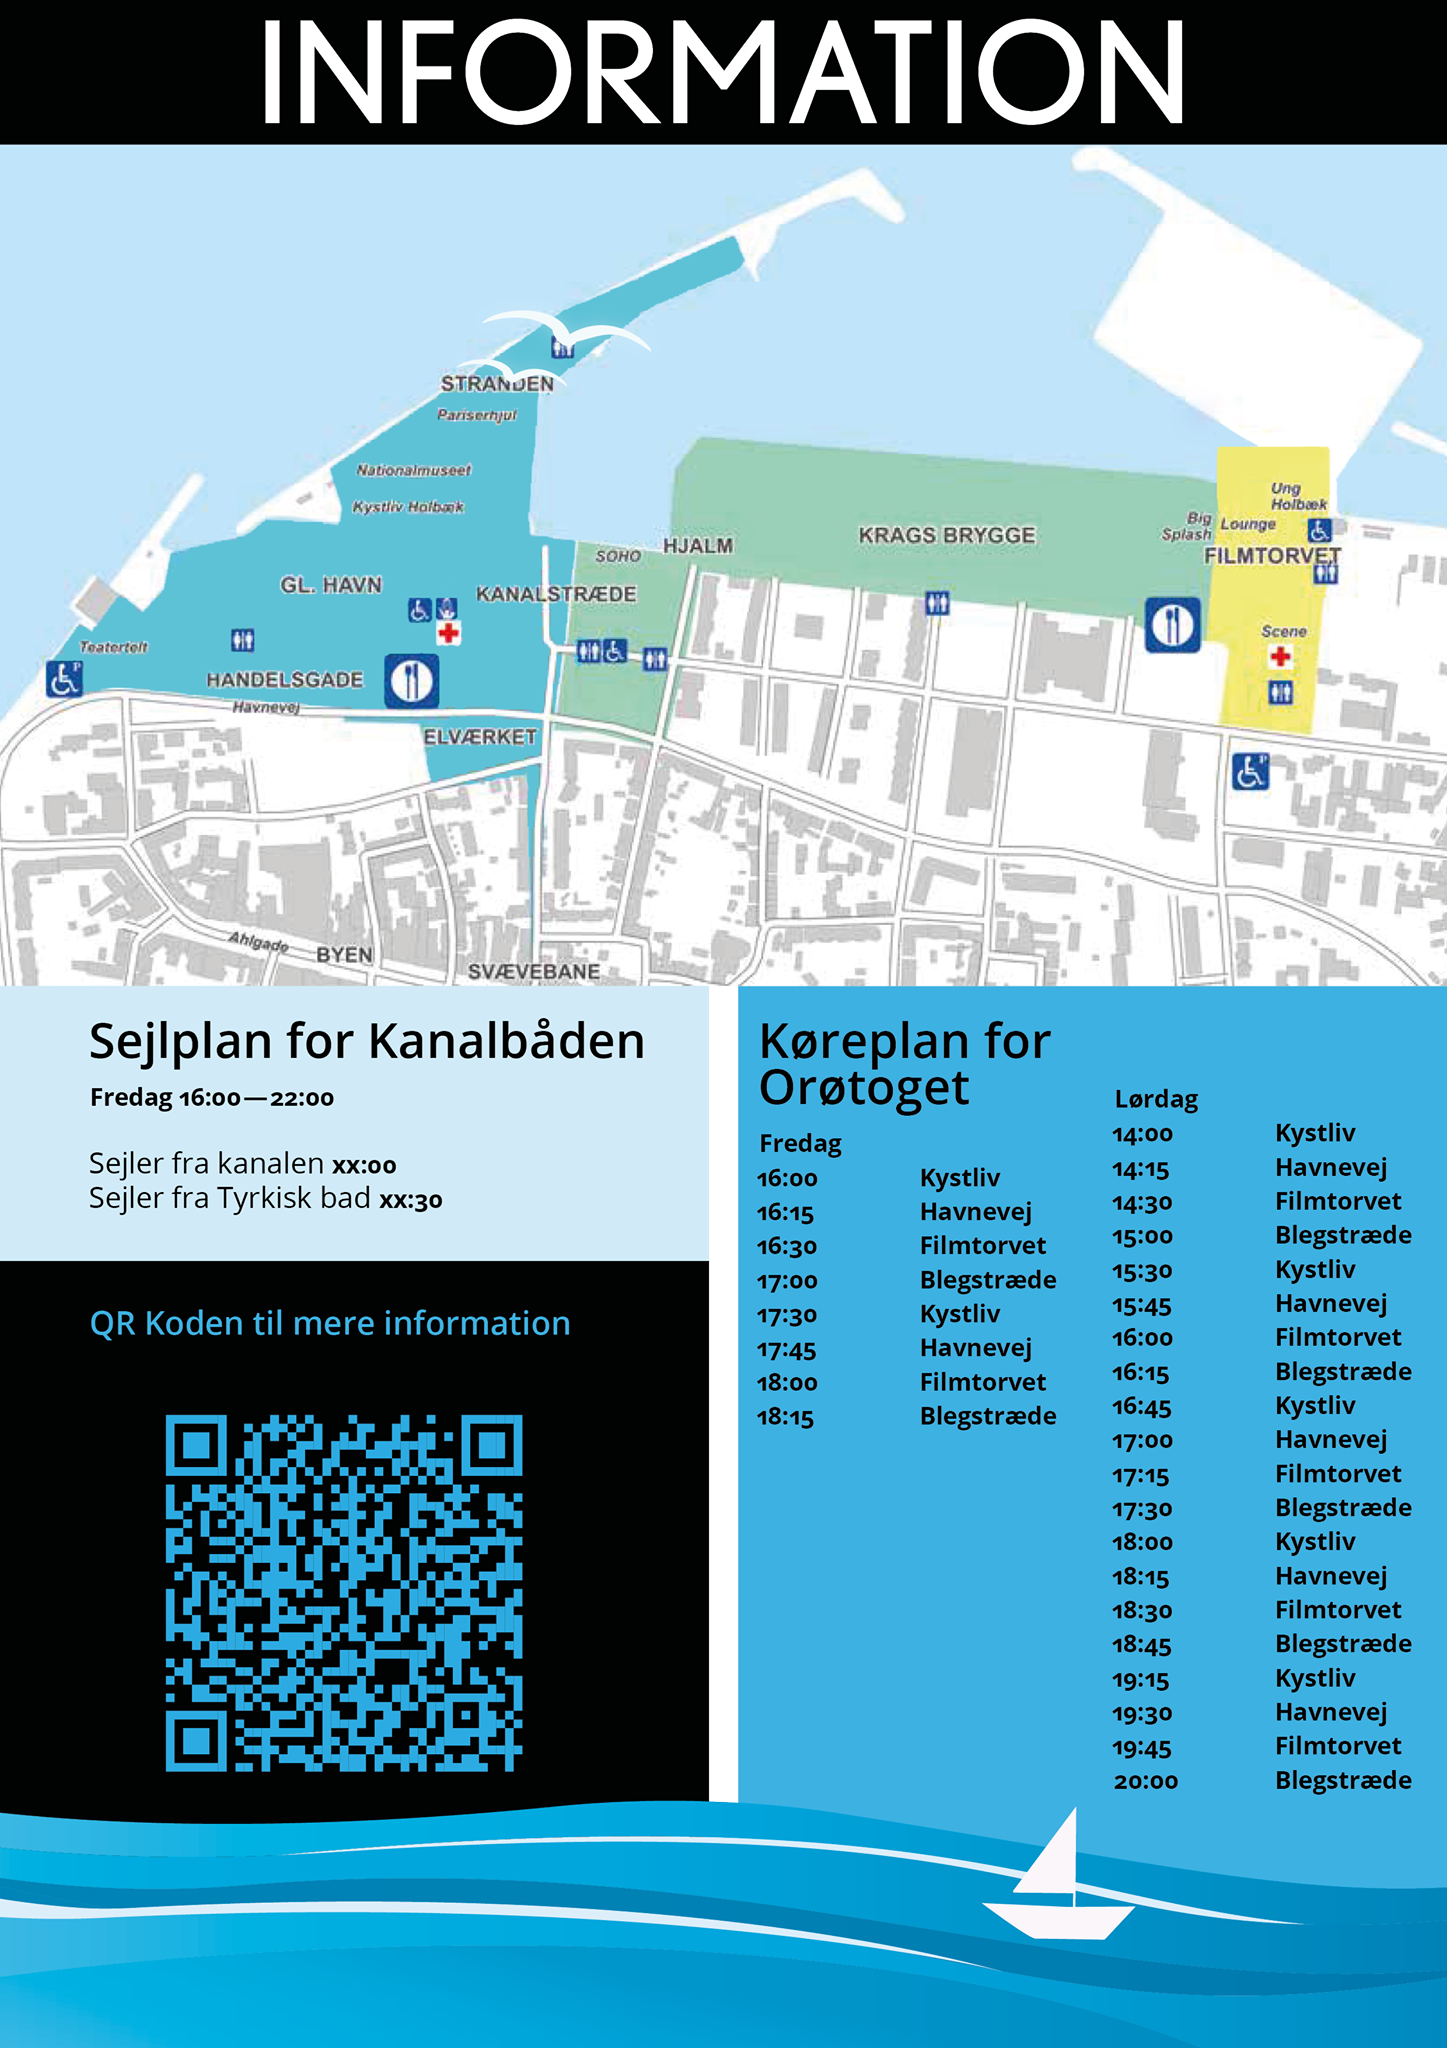 INFORMATION
STRANDEN
Pariserhjul
Nationalmuseet
Kystliv Holbæk
Ung
Holbæk
Big
Splash
Lounge
SOHO
HJALM
KRAGS BRYGGE
FILMTORVET
GL. HAVN
KANALSTRÆDE
Teatertelt
Scene
P
HANDELSGADE
Havnevej
ELVÆRKET
P
Ahlgade
BYEN
SVÆVEBANE
Sejlplan for Kanalbåden
Fredag 16:00—22:00
Sejler fra kanalen xx:00
Sejler fra Tyrkisk bad xx:30
QR Koden til mere information
Køreplan for
Orøtoget
Fredag
16:00 Kystliv
16:15 Havnevej
16:30 Filmtorvet
17:00 Blegstræde
17:30 Kystliv
17:45 Havnevej
18:00 Filmtorvet
18:15 Blegstræde
Lørdag
14:00 Kystliv
14:15 Havnevej
14:30 Filmtorvet
15:00 Blegstræde
15:30 Kystliv
15:45 Havnevej
16:00 Filmtorvet
16:15 Blegstræde
16:45 Kystliv
17:00 Havnevej
17:15 Filmtorvet
17:30 Blegstræde
18:00 Kystliv
18:15 Havnevej
18:30 Filmtorvet
18:45 Blegstræde
19:15 Kystliv
19:30 Havnevej
19:45 Filmtorvet
20:00 Blegstræde